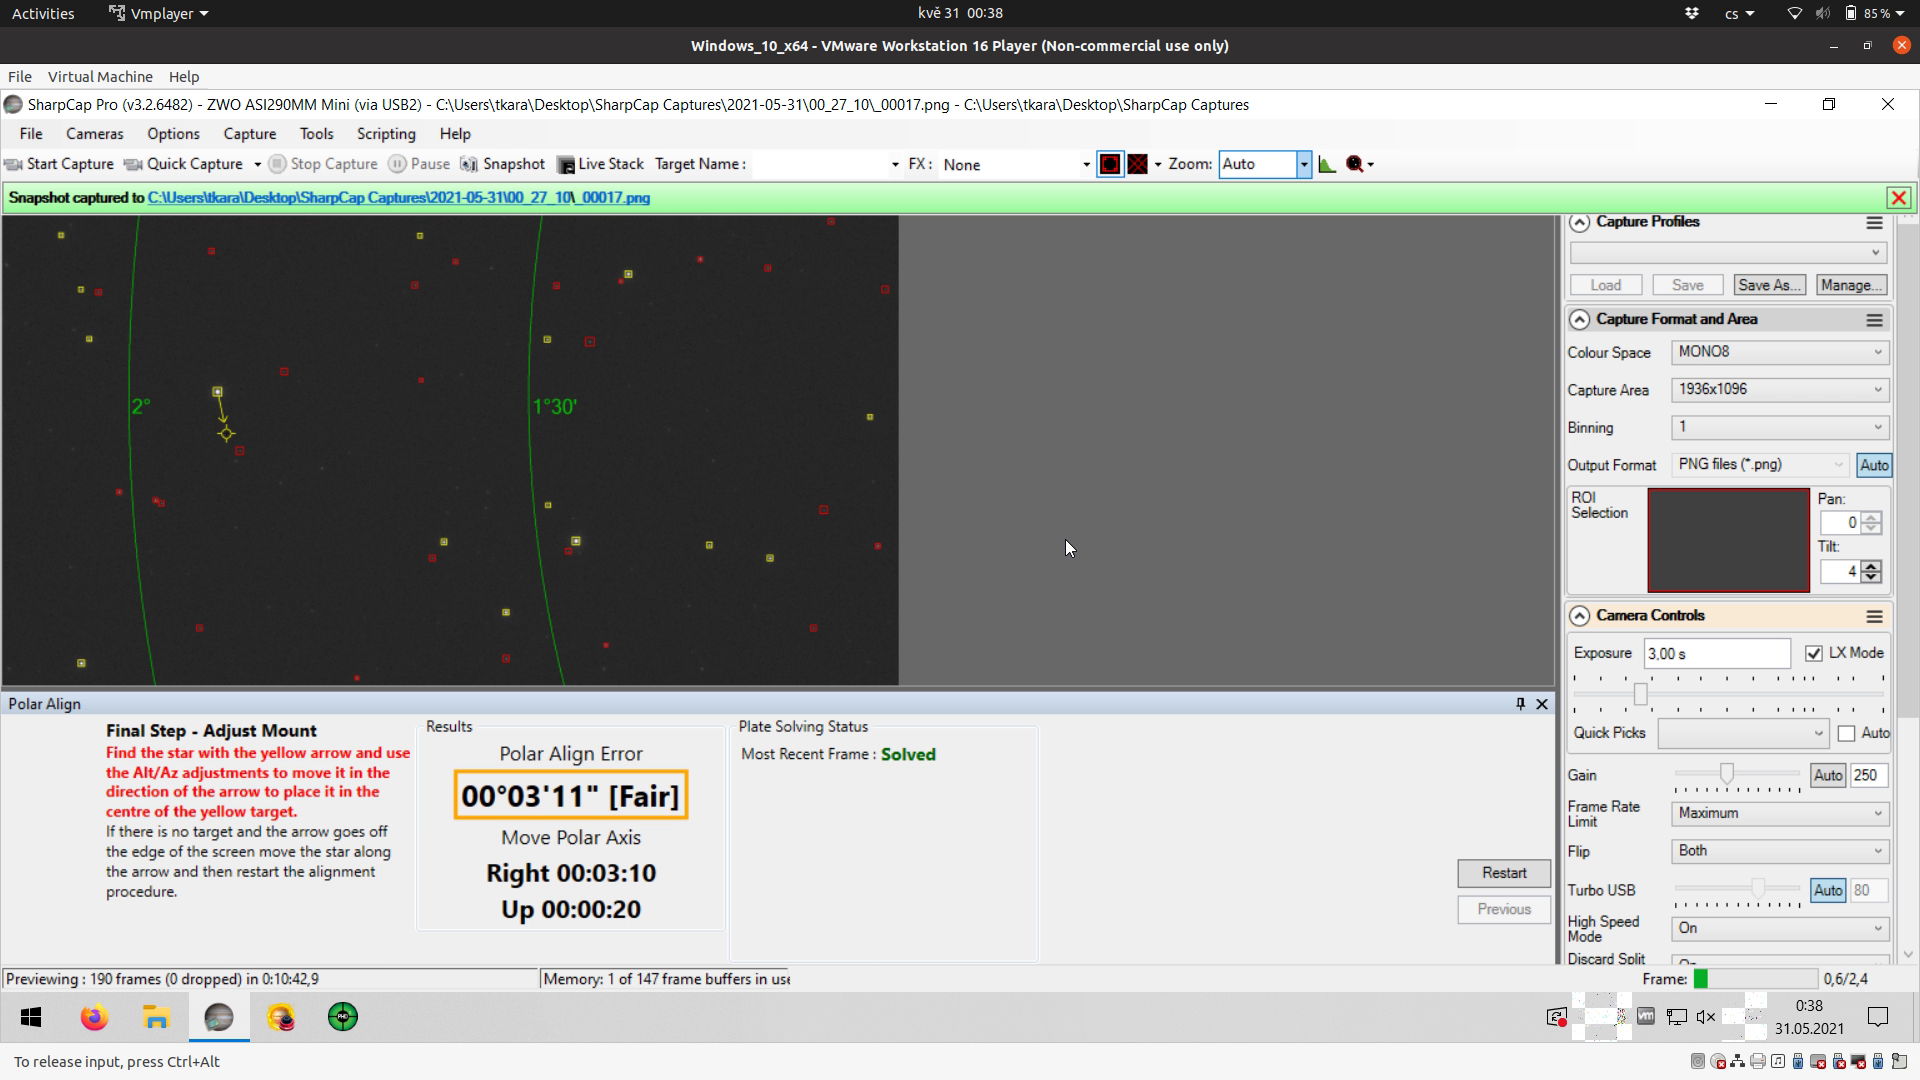 Activities
Vmplayer
kvě 31 00:38
cs
85 %
Windows_10_x64 - VMware Workstation 16 Player (Non-commercial use only)
File Virtual Machine Help
SharpCap Pro (v3.2.6482) - ZWO ASI290MM Mini (via USB2) - C:\Users\tkara\Desktop\SharpCap Captures\2021-05-31\00_27_10\_00017.png - C:\Users\tkara\Desktop\SharpCap Captures
File Cameras Options Capture Tools Scripting Help
Start Capture Quick Capture Stop Capture Pause Snapshot Live Stack Target Name : FX : None Zoom: Auto
Snapshot captured to C:\Users\tkara\Desktop\SharpCap Captures\2021-05-31\00_27_10\_00017.png
2°
1°30'
Capture Profiles
Load Save Save As... Manage...
Capture Format and Area
Colour Space MONO8
Capture Area 1936x1096
Binning 1
Output Format PNG files (*.png) Auto
ROI Selection
Pan:
0
Tilt:
4
Camera Controls
Exposure 3,00 s LX Mode
Quick Picks Auto
Gain Auto 250
Frame Rate Limit Maximum
Flip Both
Turbo USB Auto 80
High Speed Mode On
Discard Split
Polar Align
Final Step - Adjust Mount
Find the star with the yellow arrow and use
the Alt/Az adjustments to move it in the
direction of the arrow to place it in the
centre of the yellow target.
If there is no target and the arrow goes off
the edge of the screen move the star along
the arrow and then restart the alignment
procedure.
Results
Polar Align Error
00°03'11" [Fair]
Move Polar Axis
Right 00:03:10
Up 00:00:20
Plate Solving Status
Most Recent Frame : Solved
Restart
Previous
Previewing : 190 frames (0 dropped) in 0:10:42,9
Memory: 1 of 147 frame buffers in use
Frame: 0,6/2,4
PHD
vm
0:38
31.05.2021
To release input, press Ctrl+Alt